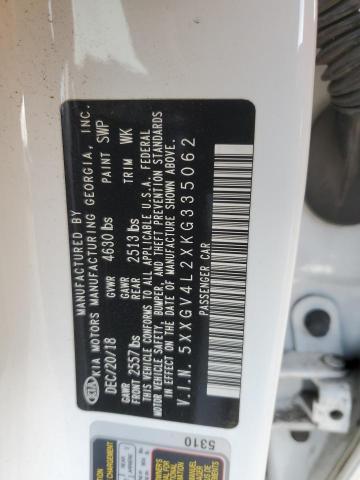 MANUFACTURED BY
KIA KIA MOTORS MANUFACTURING GEORGIA, INC.
DEC/20/18 GVWR 4630 lbs PAINT SWP
GAWR FRONT 2557 lbs GAWR REAR 2513 lbs TRIM WK
THIS VEHICLE CONFORMS TO ALL APPLICABLE U.S.A. FEDERAL
MOTOR VEHICLE SAFETY, BUMPER, AND THEFT PREVENTION STANDARDS
IN EFFECT ON THE DATE OF MANUFACTURE SHOWN ABOVE.
V.I.N. 5XXGV4L2XKG335062
PASSENGER CAR
5310